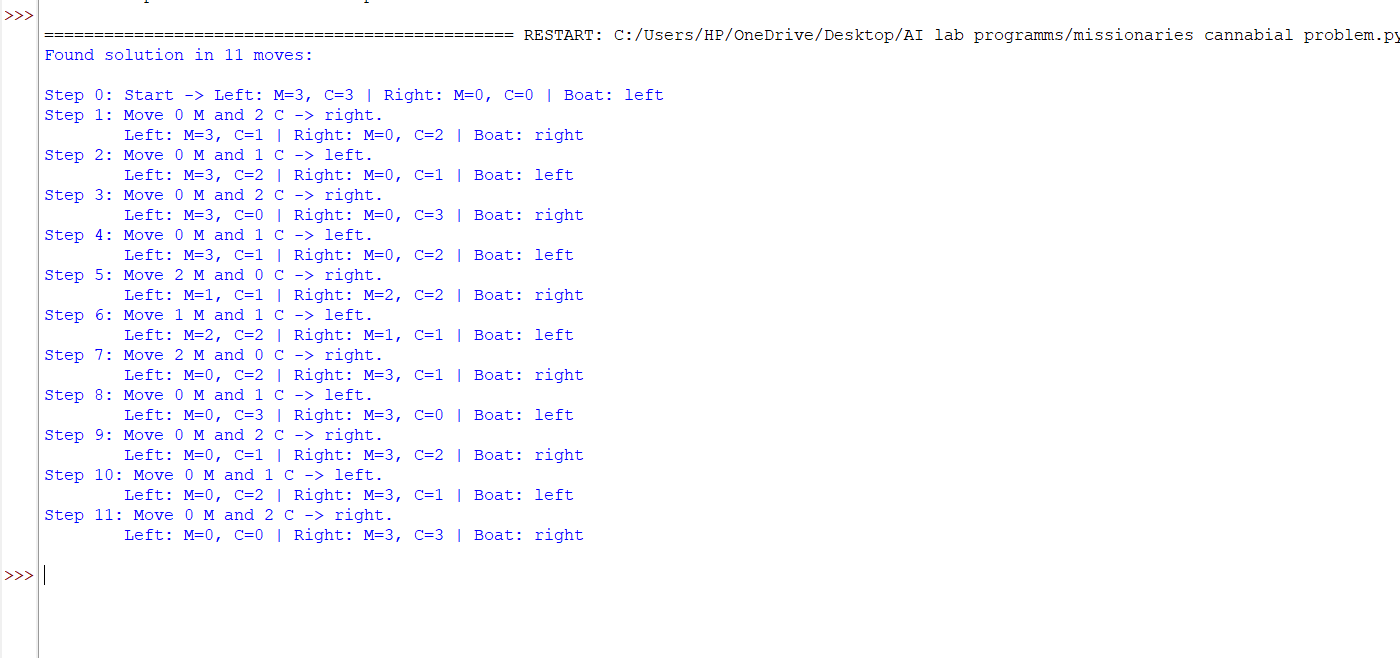 >>>
=============================================== RESTART: C:/Users/HP/OneDrive/Desktop/AI lab programms/missionaries cannabial problem.py
Found solution in 11 moves:
Step 0: Start -> Left: M=3, C=3 | Right: M=0, C=0 | Boat: left
Step 1: Move 0 M and 2 C -> right.
Left: M=3, C=1 | Right: M=0, C=2 | Boat: right
Step 2: Move 0 M and 1 C -> left.
Left: M=3, C=2 | Right: M=0, C=1 | Boat: left
Step 3: Move 0 M and 2 C -> right.
Left: M=3, C=0 | Right: M=0, C=3 | Boat: right
Step 4: Move 0 M and 1 C -> left.
Left: M=3, C=1 | Right: M=0, C=2 | Boat: left
Step 5: Move 2 M and 0 C -> right.
Left: M=1, C=1 | Right: M=2, C=2 | Boat: right
Step 6: Move 1 M and 1 C -> left.
Left: M=2, C=2 | Right: M=1, C=1 | Boat: left
Step 7: Move 2 M and 0 C -> right.
Left: M=0, C=2 | Right: M=3, C=1 | Boat: right
Step 8: Move 0 M and 1 C -> left.
Left: M=0, C=3 | Right: M=3, C=0 | Boat: left
Step 9: Move 0 M and 2 C -> right.
Left: M=0, C=1 | Right: M=3, C=2 | Boat: right
Step 10: Move 0 M and 1 C -> left.
Left: M=0, C=2 | Right: M=3, C=1 | Boat: left
Step 11: Move 0 M and 2 C -> right.
Left: M=0, C=0 | Right: M=3, C=3 | Boat: right
>>>